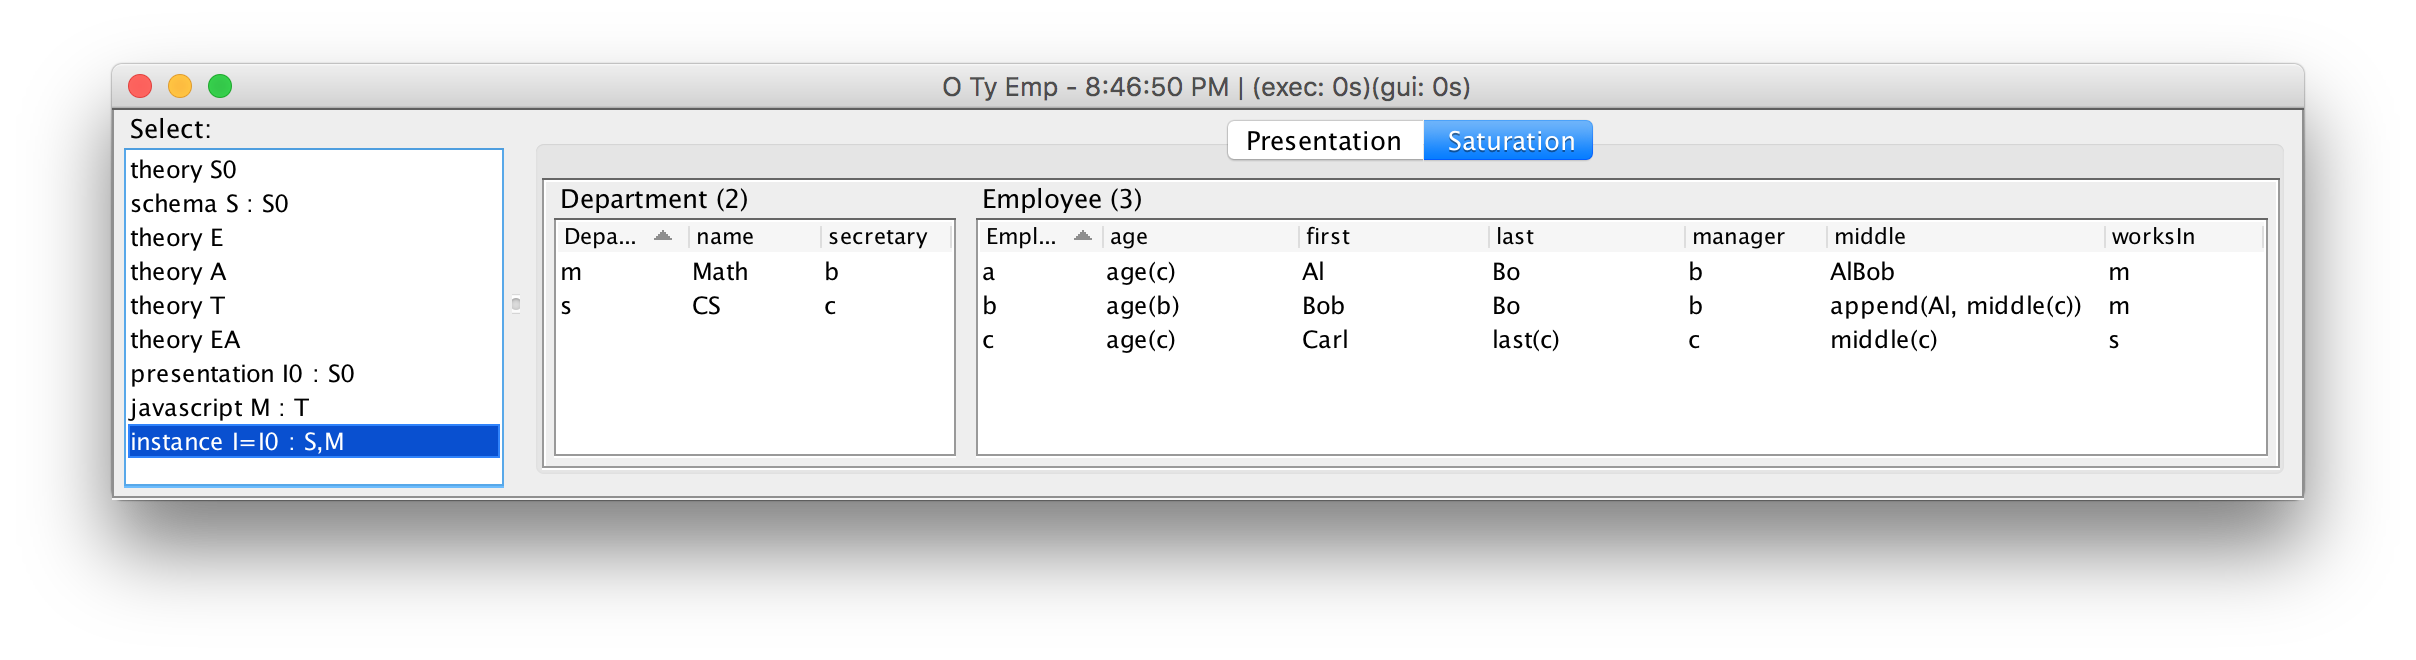 O Ty Emp - 8:46:50 PM | (exec: 0s)(gui: 0s)
Select:
theory S0
schema S : S0
theory E
theory A
theory T
theory EA
presentation I0 : S0
javascript M : T
instance I=I0 : S,M
Presentation Saturation
Department (2)
Depa... name secretary
m Math b
s CS c
Employee (3)
Empl... age first last manager middle worksIn
a age(c) Al Bo b AlBob m
b age(b) Bob Bo b append(Al, middle(c)) m
c age(c) Carl last(c) c middle(c) s